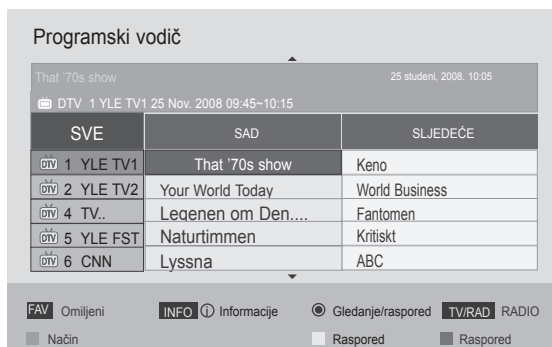 Programski vodič
That '70s show 25 studeni, 2008. 10:05
DTV 1 YLE TV1 25 Nov. 2008 09:45~10:15
SVE SAD SLJEDEĆE
DTV 1 YLE TV1 That '70s show Keno
DTV 2 YLE TV2 Your World Today World Business
DTV 4 TV.. Legenen om Den.... Fantomen
DTV 5 YLE FST Naturtimmen Kritiskt
DTV 6 CNN Lyssna ABC
FAV Omiljeni INFO ⓘ Informacije Gledanje/raspored TV/RAD RADIO
Način Raspored Raspored